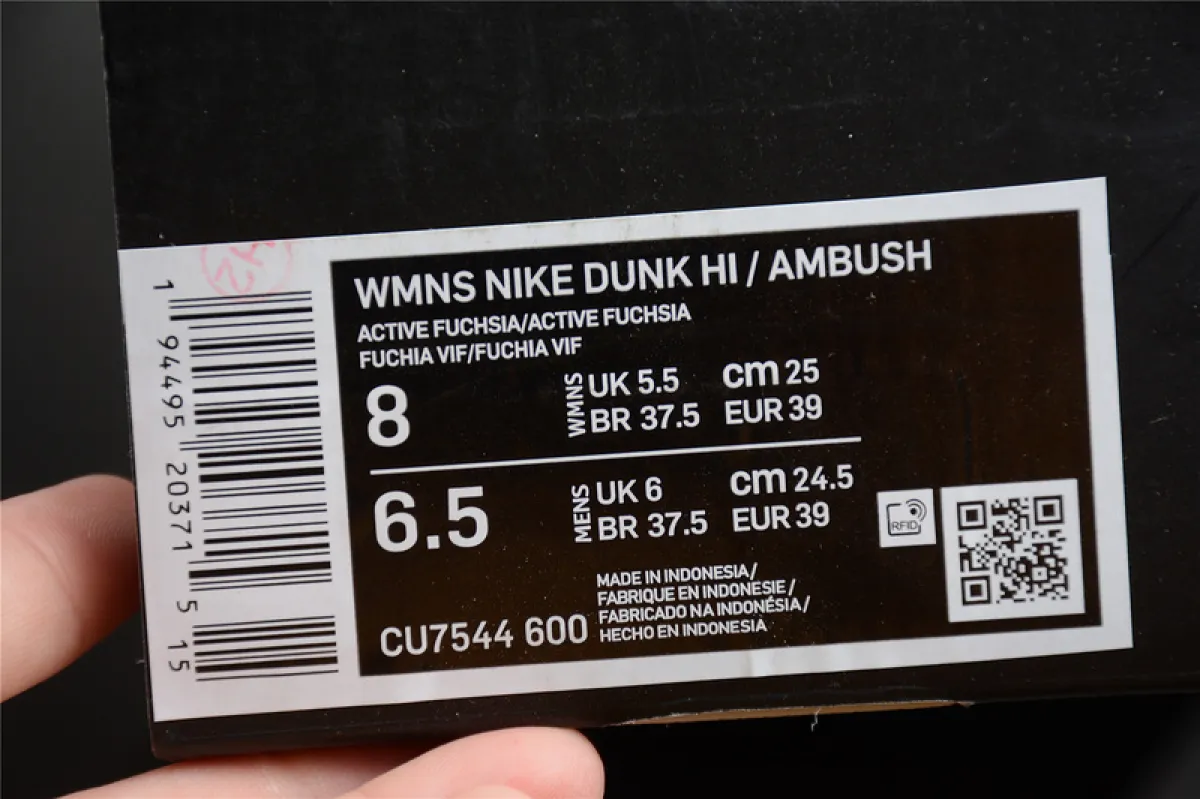 WMNS NIKE DUNK HI / AMBUSH
ACTIVE FUCHSIA/ACTIVE FUCHSIA
FUCHIA VIF/FUCHIA VIF
8 WMNS UK 5.5 cm 25
BR 37.5 EUR 39
6.5 MENS UK 6 cm 24.5
BR 37.5 EUR 39
RFID
MADE IN INDONESIA/
FABRIQUE EN INDONESIE/
FABRICADO NA INDONÉSIA/
HECHO EN INDONESIA
CU7544 600
1 94495 20371 5 15